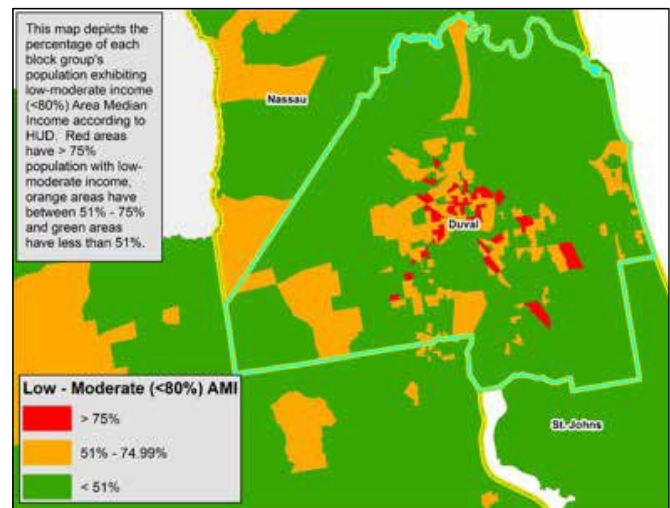 This map depicts the
percentage of each
block group's
population exhibiting
low-moderate income
(<80%) Area Median
Income according to
HUD. Red areas
have > 75%
population with low-
moderate income,
orange areas have
between 51% - 75%
and green areas
have less than 51%.
Nassau
Duval
St. Johns
Low - Moderate (<80%) AMI
> 75%
51% - 74.99%
< 51%